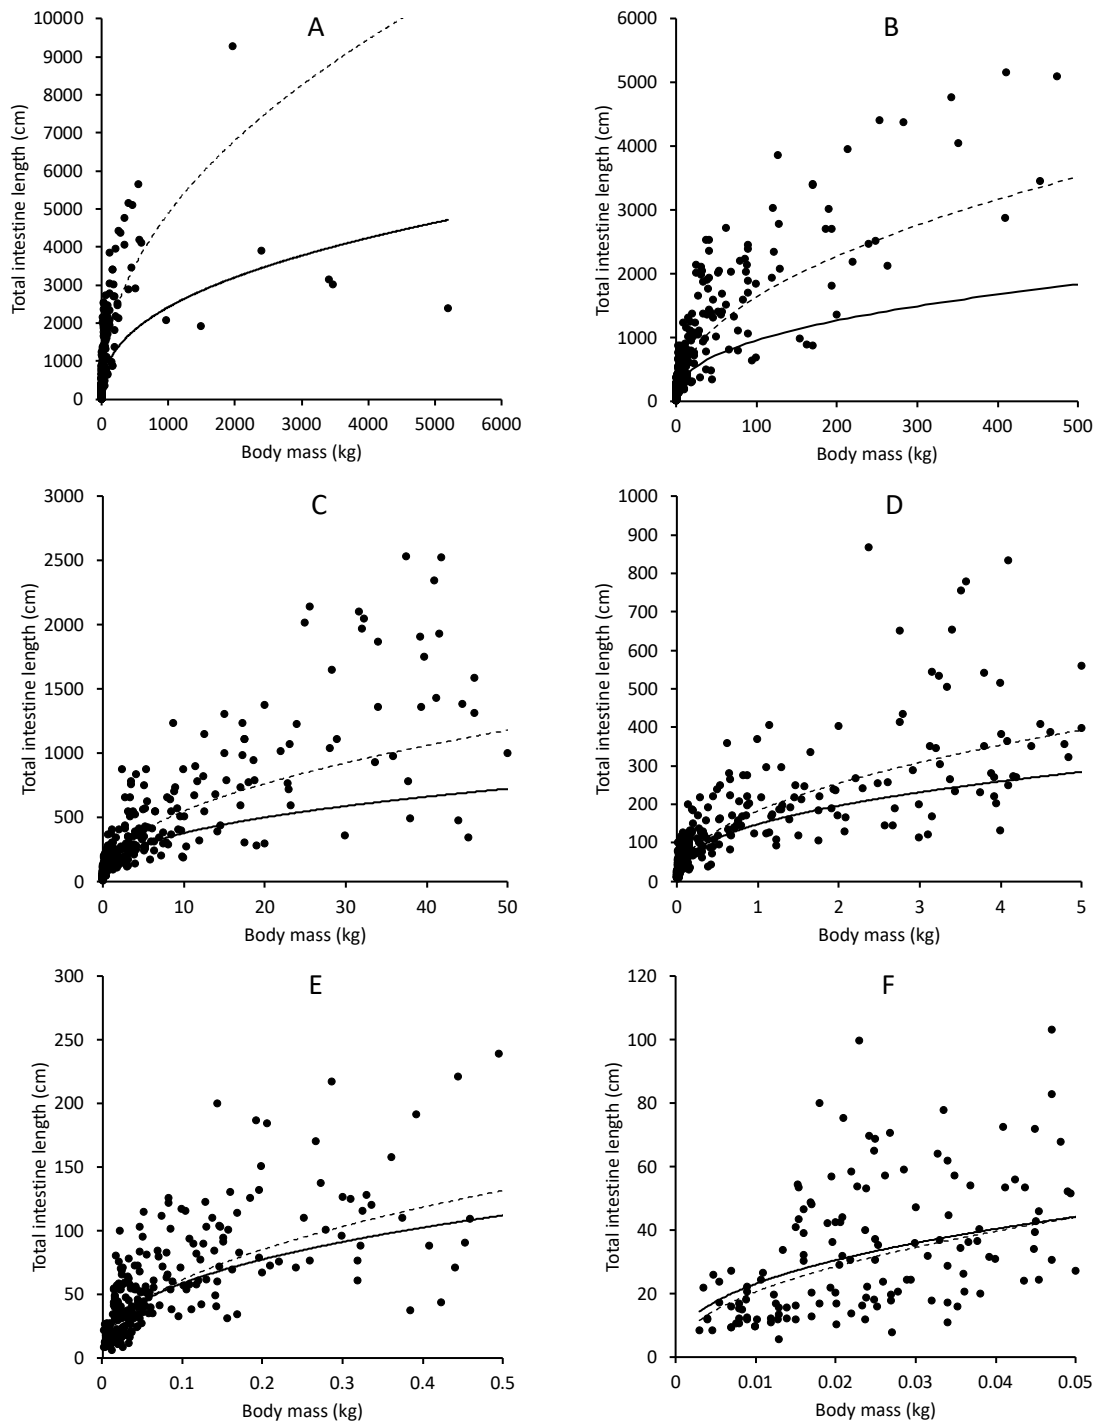 A
Total intestine length (cm)
10000
9000
8000
7000
6000
5000
4000
3000
2000
1000
0
0 1000 2000 3000 4000 5000 6000
Body mass (kg)
B
Total intestine length (cm)
6000
5000
4000
3000
2000
1000
0
0 100 200 300 400 500
Body mass (kg)
C
Total intestine length (cm)
3000
2500
2000
1500
1000
500
0
0 10 20 30 40 50
Body mass (kg)
D
Total intestine length (cm)
1000
900
800
700
600
500
400
300
200
100
0
0 1 2 3 4 5
Body mass (kg)
E
Total intestine length (cm)
300
250
200
150
100
50
0
0 0.1 0.2 0.3 0.4 0.5
Body mass (kg)
F
Total intestine length (cm)
120
100
80
60
40
20
0
0 0.01 0.02 0.03 0.04 0.05
Body mass (kg)